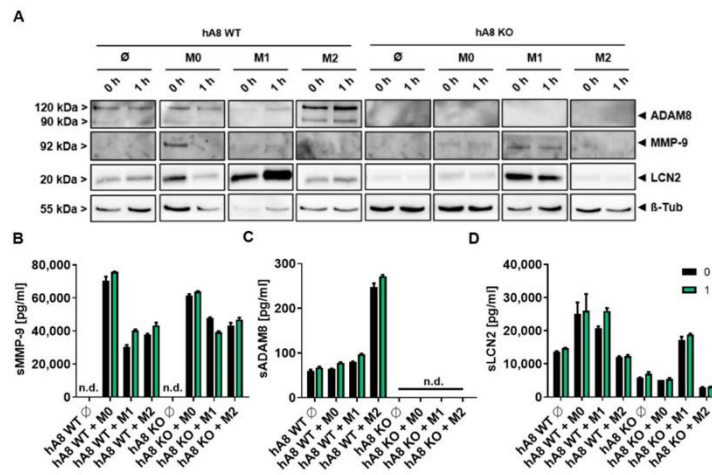 A
hA8 WT hA8 KO
Ø M0 M1 M2 Ø M0 M1 M2
0 h 1 h 0 h 1 h 0 h 1 h 0 h 1 h 0 h 1 h 0 h 1 h 0 h 1 h 0 h 1 h
120 kDa >
90 kDa > ◄ ADAM8
92 kDa > ◄ MMP-9
20 kDa > ◄ LCN2
55 kDa > ◄ ß-Tub
B
sMMP-9 [pg/ml]
80,000
60,000
40,000
20,000
0
n.d. n.d.
hA8 WT Ø
hA8 WT + M0
hA8 WT + M1
hA8 WT + M2
hA8 KO Ø
hA8 KO + M0
hA8 KO + M1
hA8 KO + M2
C
sADAM8 [pg/ml]
300
200
100
0
n.d.
hA8 WT Ø
hA8 WT + M0
hA8 WT + M1
hA8 WT + M2
hA8 KO Ø
hA8 KO + M0
hA8 KO + M1
hA8 KO + M2
D
sLCN2 [pg/ml]
40,000
30,000
20,000
10,000
0
0
1
hA8 WT Ø
hA8 WT + M0
hA8 WT + M1
hA8 WT + M2
hA8 KO Ø
hA8 KO + M0
hA8 KO + M1
hA8 KO + M2